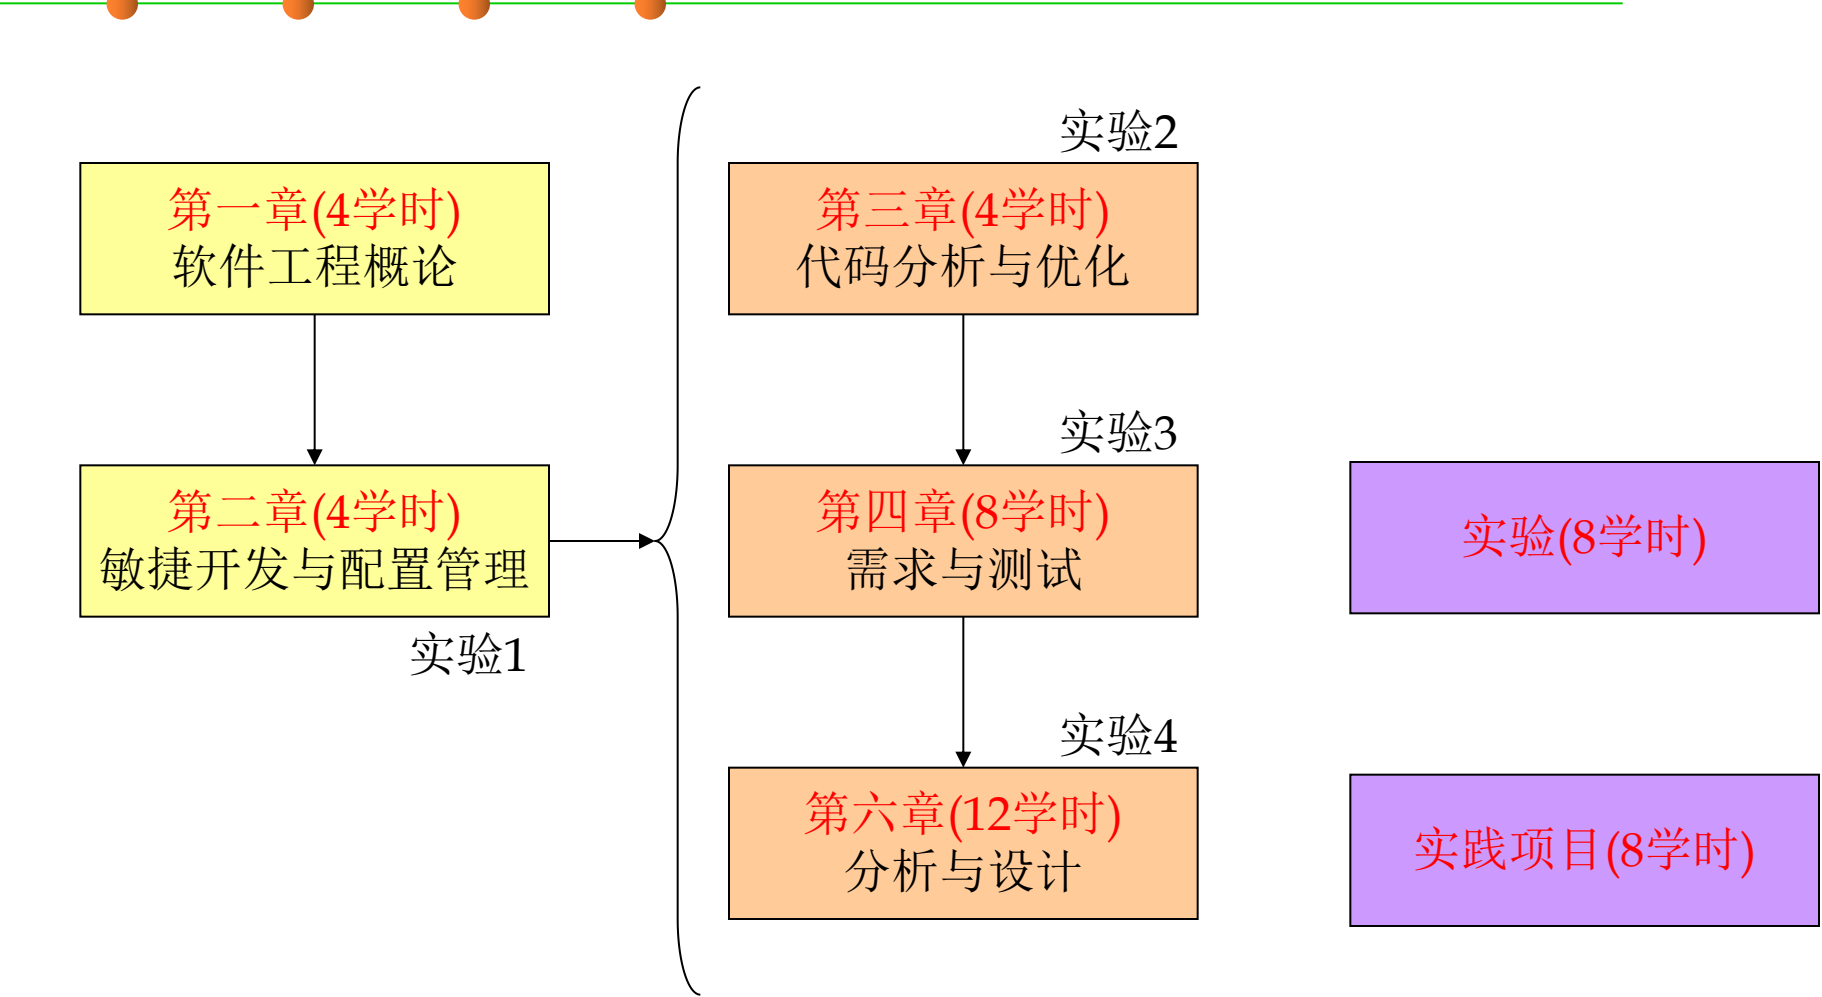 第一章(4学时)
软件工程概论
第二章(4学时)
敏捷开发与配置管理
实验1
实验2
第三章(4学时)
代码分析与优化
实验3
第四章(8学时)
需求与测试
实验4
第六章(12学时)
分析与设计
实验(8学时)
实践项目(8学时)